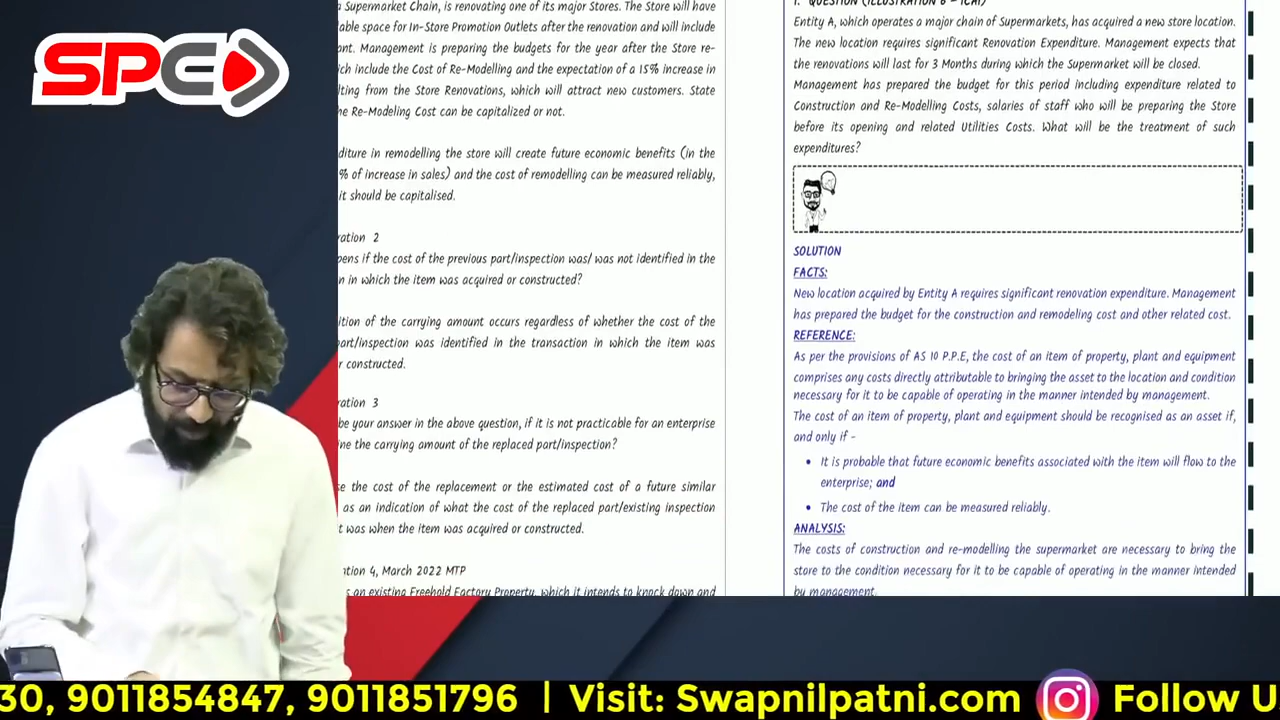 SPC
a Supermarket Chain, is renovating one of its major Stores. The Store will have
able space for In-Store Promotion Outlets after the renovation and will include
ant. Management is preparing the budgets for the year after the Store re-
ich include the Cost of Re-Modelling and the expectation of a 15% increase in
lting from the Store Renovations, which will attract new customers. State
he Re-Modeling Cost can be capitalized or not.
diture in remodelling the store will create future economic benefits (in the
% of increase in sales) and the cost of remodelling can be measured reliably,
it should be capitalised.
ration 2
pens if the cost of the previous part/inspection was/ was not identified in the
n in which the item was acquired or constructed?
ition of the carrying amount occurs regardless of whether the cost of the
part/inspection was identified in the transaction in which the item was
r constructed.
ration 3
be your answer in the above question, if it is not practicable for an enterprise
ine the carrying amount of the replaced part/inspection?
se the cost of the replacement or the estimated cost of a future similar
as an indication of what the cost of the replaced part/existing inspection
t was when the item was acquired or constructed.
ation 4, March 2022 MTP
s an existing Freehold Factory Property, which it intends to knock down and
1. QUESTION (ILLUSTRATION 6 - ICAI)
Entity A, which operates a major chain of Supermarkets, has acquired a new store location.
The new location requires significant Renovation Expenditure. Management expects that
the renovations will last for 3 Months during which the Supermarket will be closed.
Management has prepared the budget for this period including expenditure related to
Construction and Re-Modelling Costs, salaries of staff who will be preparing the Store
before its opening and related Utilities Costs. What will be the treatment of such
expenditures?
SOLUTION
FACTS:
New location acquired by Entity A requires significant renovation expenditure. Management
has prepared the budget for the construction and remodeling cost and other related cost.
REFERENCE:
As per the provisions of AS 10 P.P.E, the cost of an item of property, plant and equipment
comprises any costs directly attributable to bringing the asset to the location and condition
necessary for it to be capable of operating in the manner intended by management.
The cost of an item of property, plant and equipment should be recognised as an asset if,
and only if -
• It is probable that future economic benefits associated with the item will flow to the
enterprise; and
• The cost of the item can be measured reliably.
ANALYSIS:
The costs of construction and re-modelling the supermarket are necessary to bring the
store to the condition necessary for it to be capable of operating in the manner intended
by management.
30, 9011854847, 9011851796 | Visit: Swapnilpatni.com Follow U